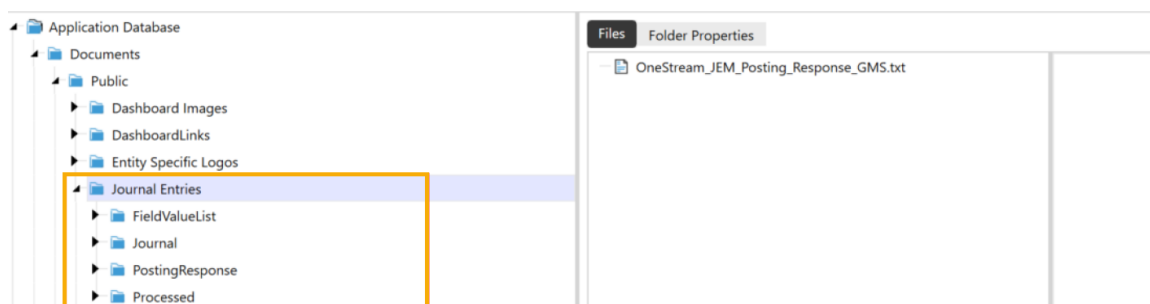 Application Database
Documents
Public
Dashboard Images
DashboardLinks
Entity Specific Logos
Journal Entries
FieldValueList
Journal
PostingResponse
Processed
Files Folder Properties
OneStream_JEM_Posting_Response_GMS.txt